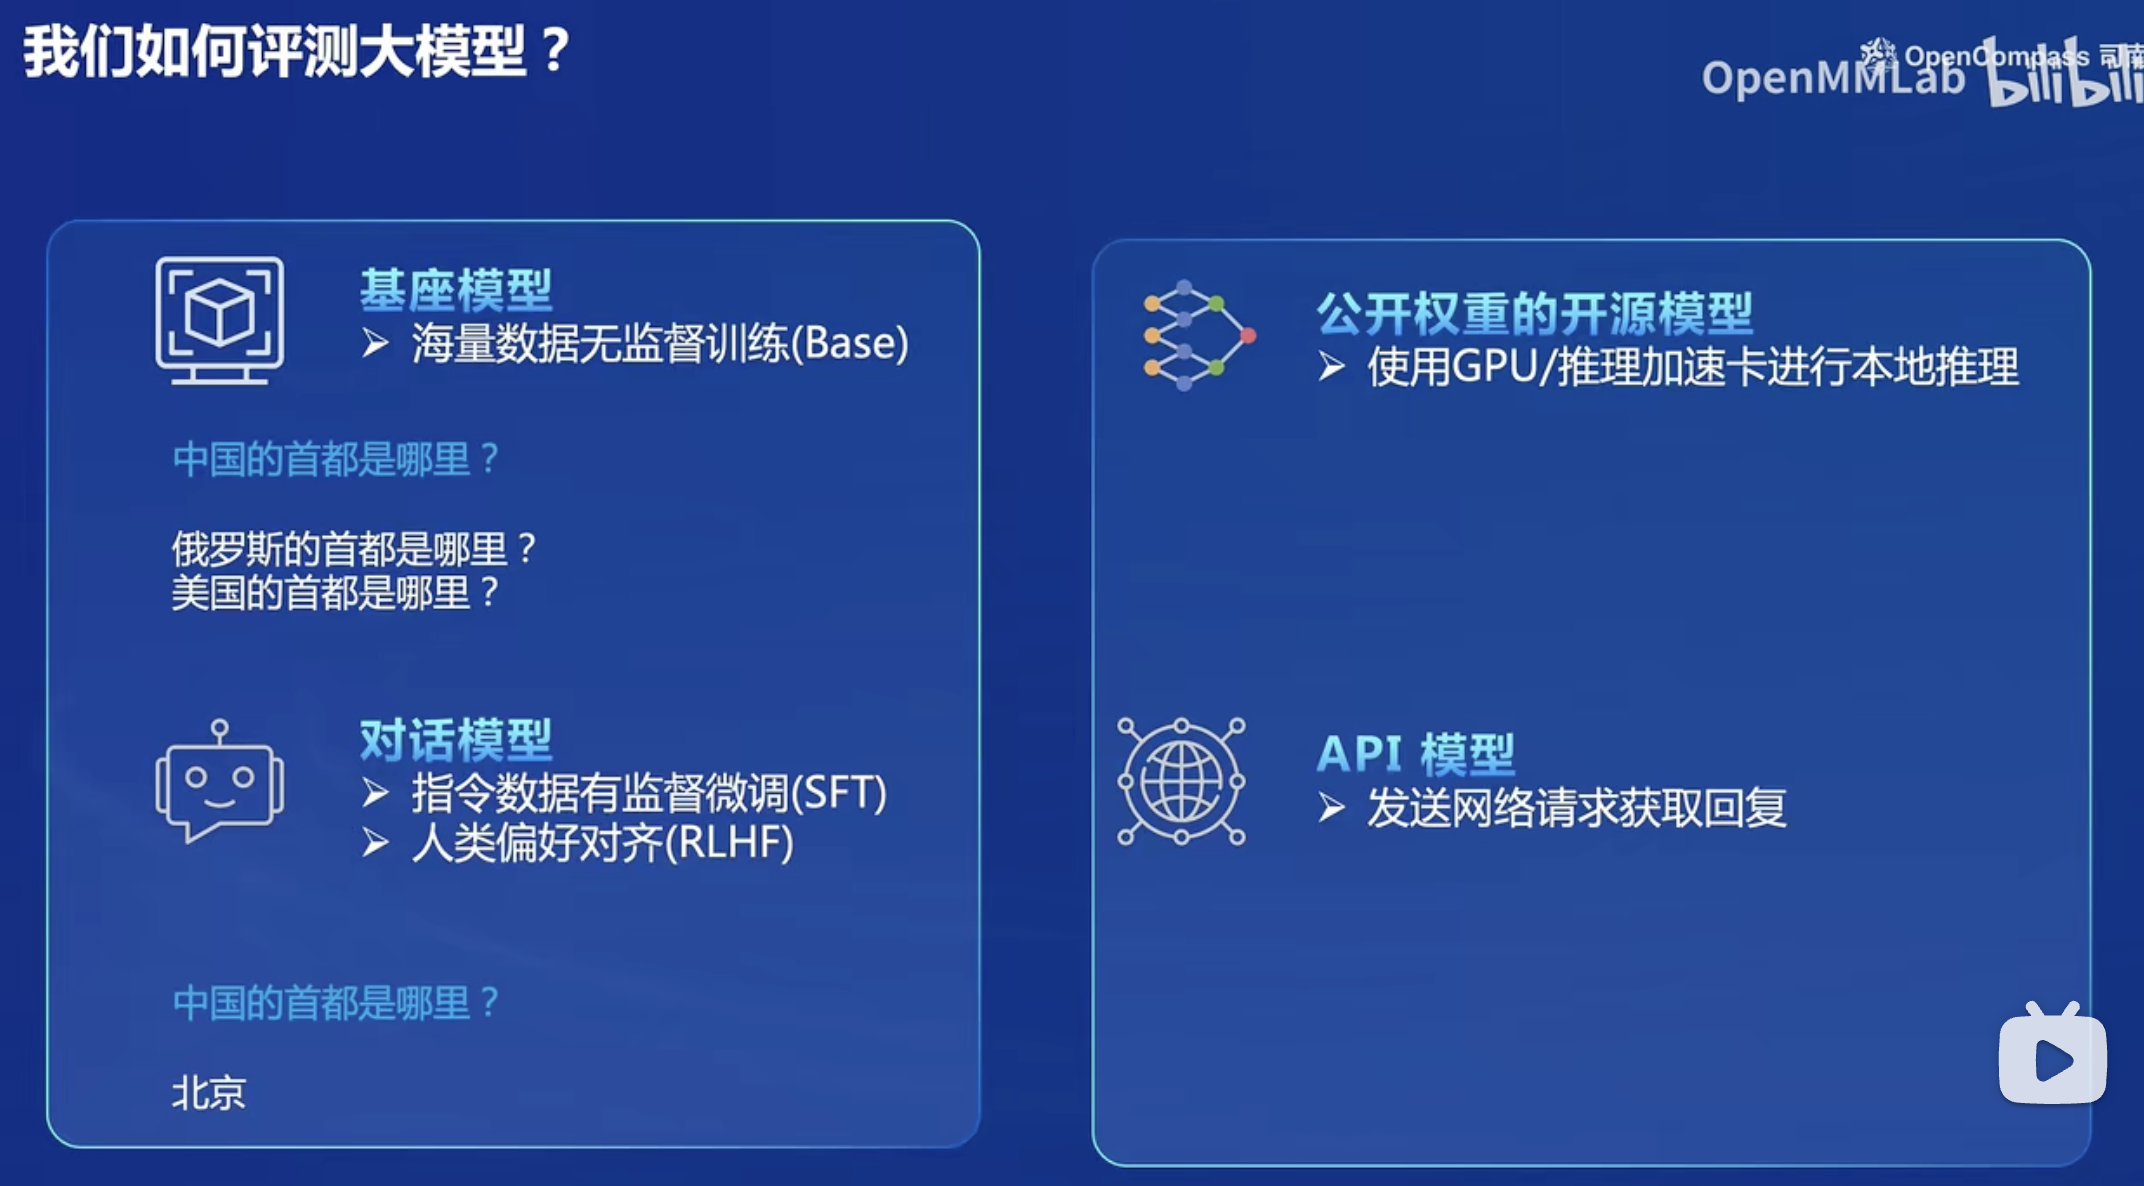 我们如何评测大模型？
OpenCompass 司南
OpenMMLab bilibili
基座模型
➢ 海量数据无监督训练(Base)
中国的首都是哪里？
俄罗斯的首都是哪里？
美国的首都是哪里？
对话模型
➢ 指令数据有监督微调(SFT)
➢ 人类偏好对齐(RLHF)
中国的首都是哪里？
北京
公开权重的开源模型
➢ 使用GPU/推理加速卡进行本地推理
API 模型
➢ 发送网络请求获取回复